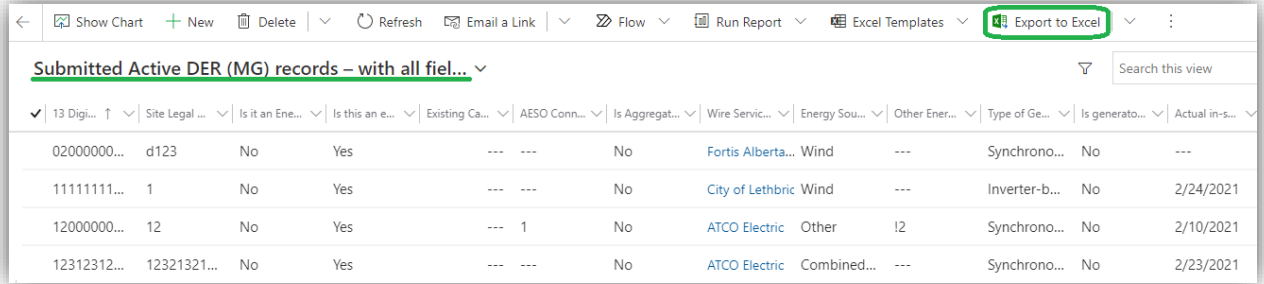 Show Chart New Delete Refresh Email a Link Flow Run Report Excel Templates Export to Excel
Submitted Active DER (MG) records – with all fiel... Search this view
13 Digi... ↑ Site Legal ... Is it an Ene... Is this an e... Existing Ca... AESO Conn... Is Aggregat... Wire Servic... Energy Sou... Other Ener... Type of Ge... Is generato... Actual in-s...
02000000... d123 No Yes --- --- No Fortis Alberta... Wind --- Synchrono... No ---
11111111... 1 No Yes --- --- No City of Lethbric Wind --- Inverter-b... No 2/24/2021
12000000... 12 No Yes --- 1 No ATCO Electric Other !2 Synchrono... No 2/10/2021
12312312... 12321321... No Yes --- --- No ATCO Electric Combined... --- Synchrono... No 2/23/2021